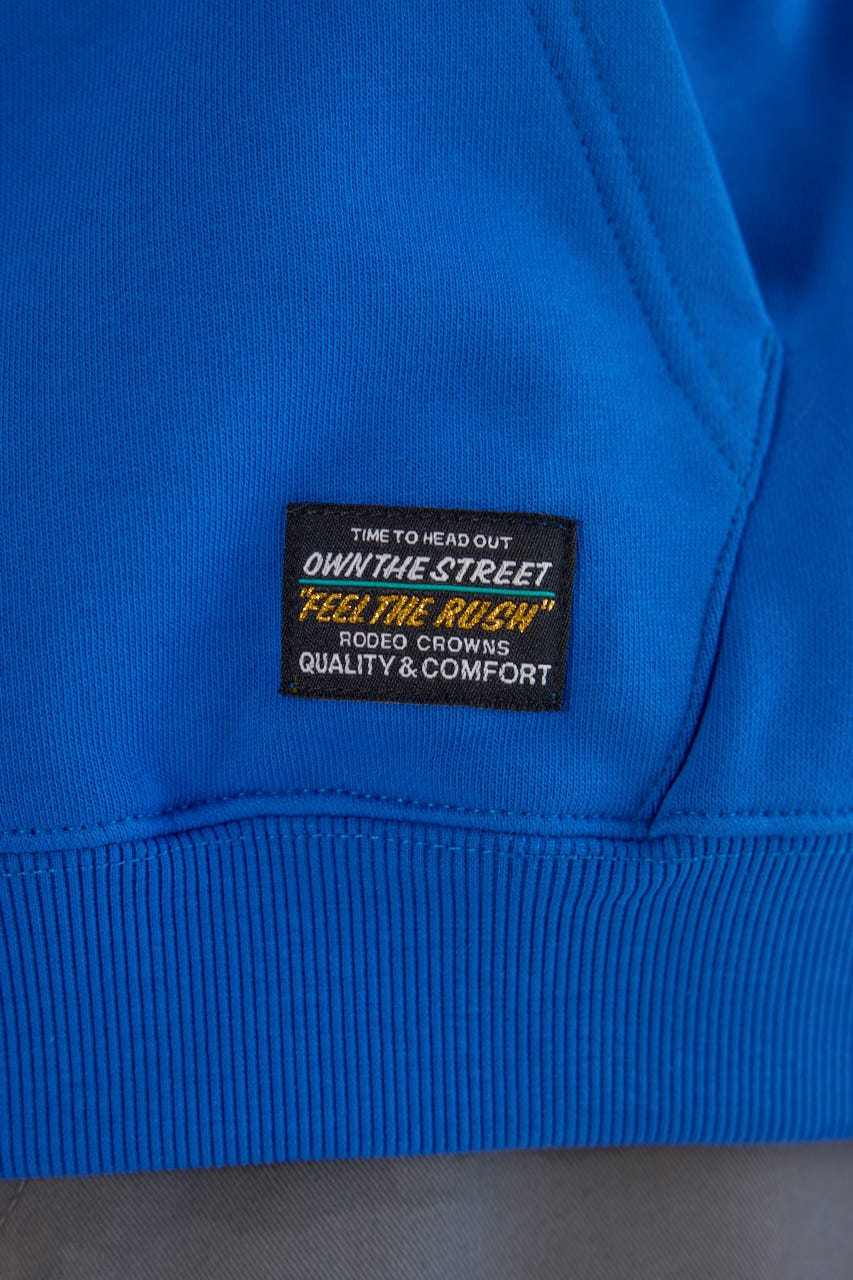 TIME TO HEAD OUT
OWN THE STREET
"FEEL THE RUSH"
RODEO CROWNS
QUALITY & COMFORT